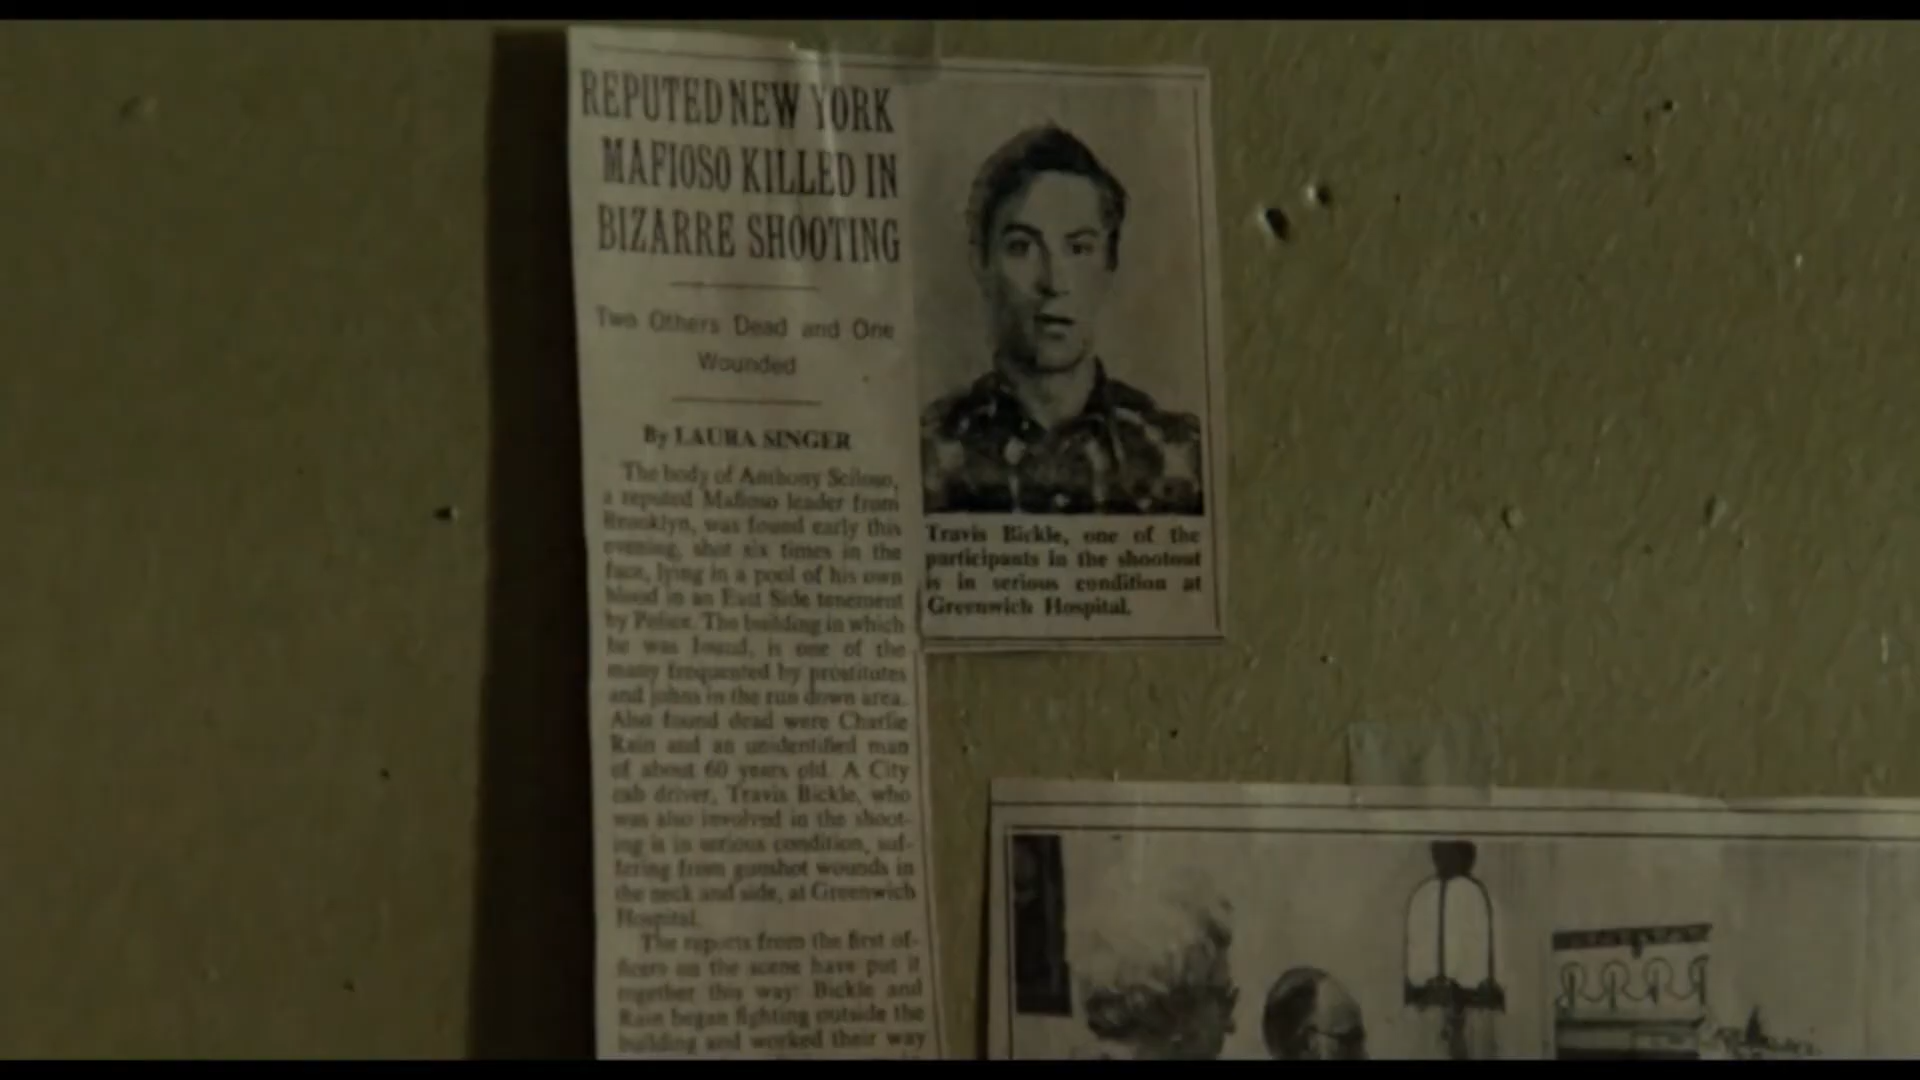 REPUTED NEW YORK
MAFIOSO KILLED IN
BIZARRE SHOOTING
Two Others Dead and One
Wounded
By LAURA SINGER
The body of Anthony
a reputed Mafioso leader from
Brooklyn, was found early this
evening, shot six times in the
face, lying in a pool of his own
blood in an East Side tenement
by Police. The building in which
he was found, is one of the
many frequented by prostitutes
and johns in the run down area.
Also found dead were Charlie
Rain and an unidentified man
of about 60 years old. A City
cab driver, Travis Bickle, who
was also involved in the shoot-
ing is in serious condition, suf-
fering from gunshot wounds in
the neck and side, at Greenwich
Hospital.
The reports from the first of-
ficers on the scene have put it
together this way: Bickle and
Rain began fighting outside the
building and worked their way
Travis Bickle, one of the
participants in the shootout
is in serious condition at
Greenwich Hospital.